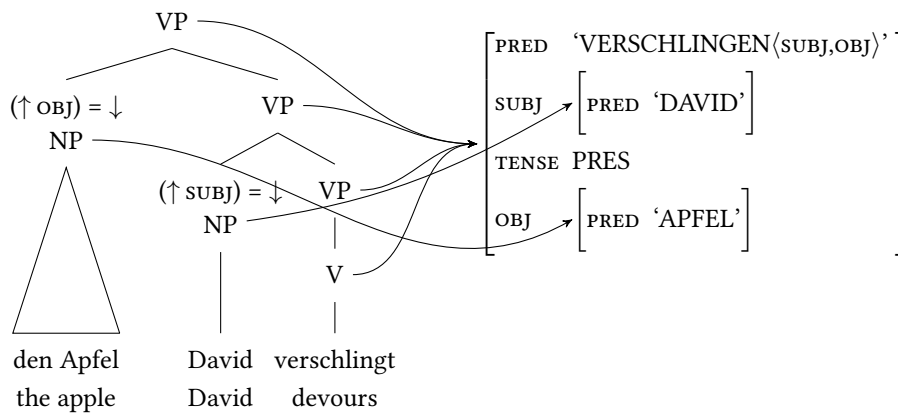 VP
[PRED ‘VERSCHLINGEN⟨SUBJ,OBJ⟩’]
(↑ OBJ) = ↓ VP SUBJ [PRED ‘DAVID’]
NP
TENSE PRES
(↑ SUBJ) = ↓ VP
NP OBJ [PRED ‘APFEL’]
V
den Apfel David verschlingt
the apple David devours